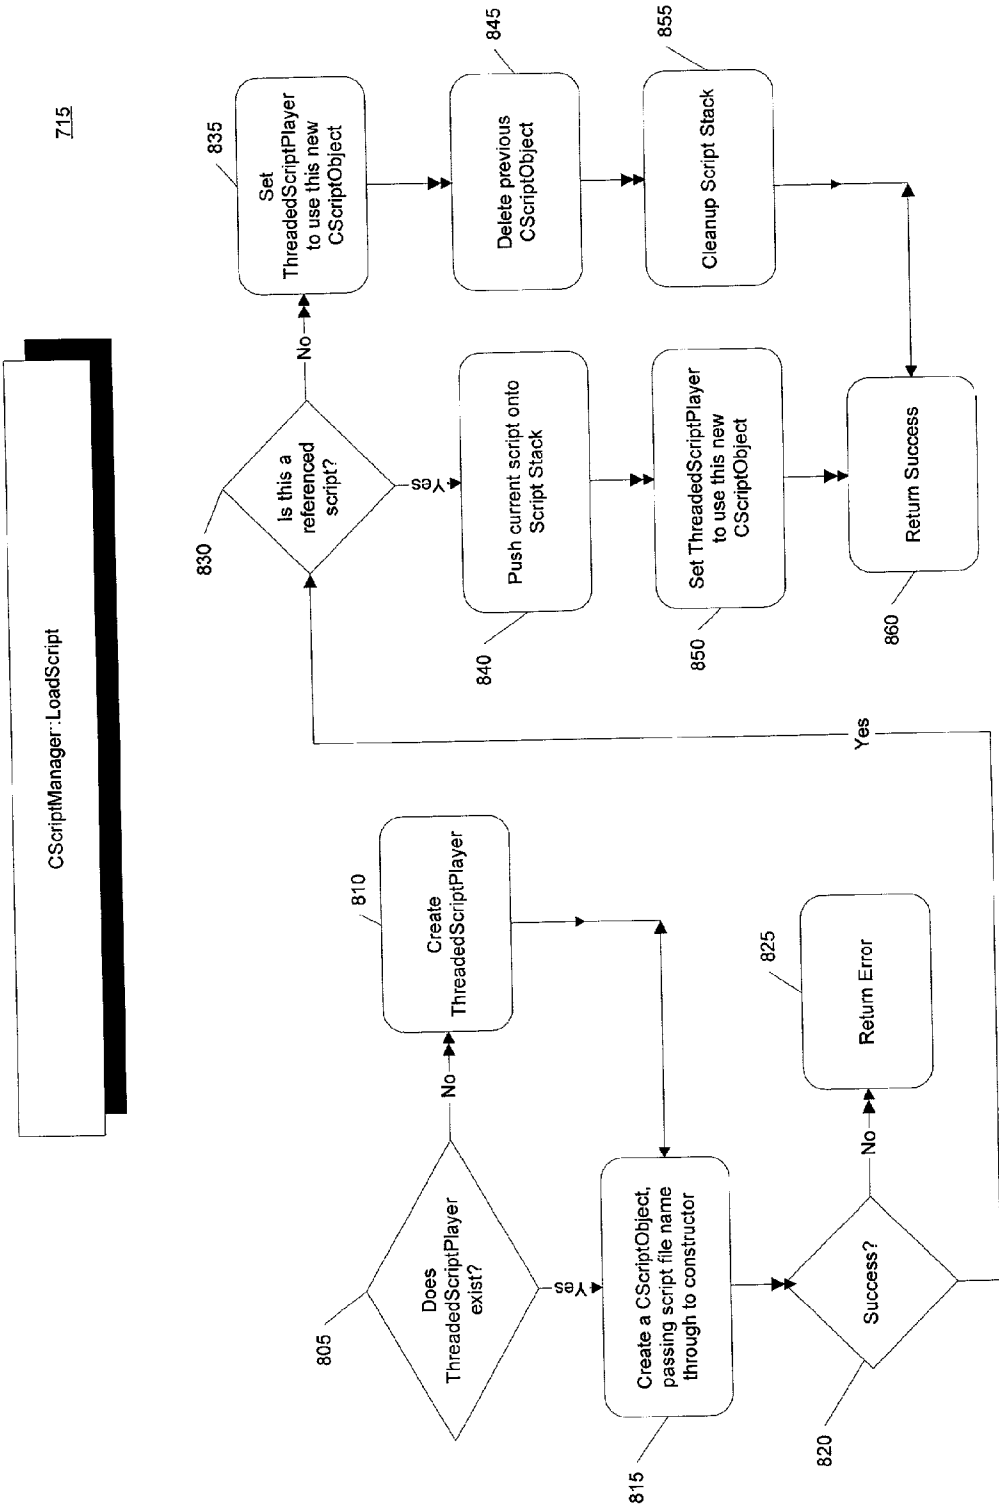 CScriptManager::LoadScript
715
805
Does
ThreadedScriptPlayer
exist?
No
810
Create
ThreadedScriptPlayer
Yes
815
Create a CScriptObject,
passing script file name
through to constructor
820
Success?
No
825
Return Error
Yes
830
Is this a
referenced
script?
No
835
Set
ThreadedScriptPlayer
to use this new
CScriptObject
845
Delete previous
CScriptObject
855
Cleanup Script Stack
Yes
840
Push current script onto
Script Stack
850
Set ThreadedScriptPlayer
to use this new
CScriptObject
860
Return Success